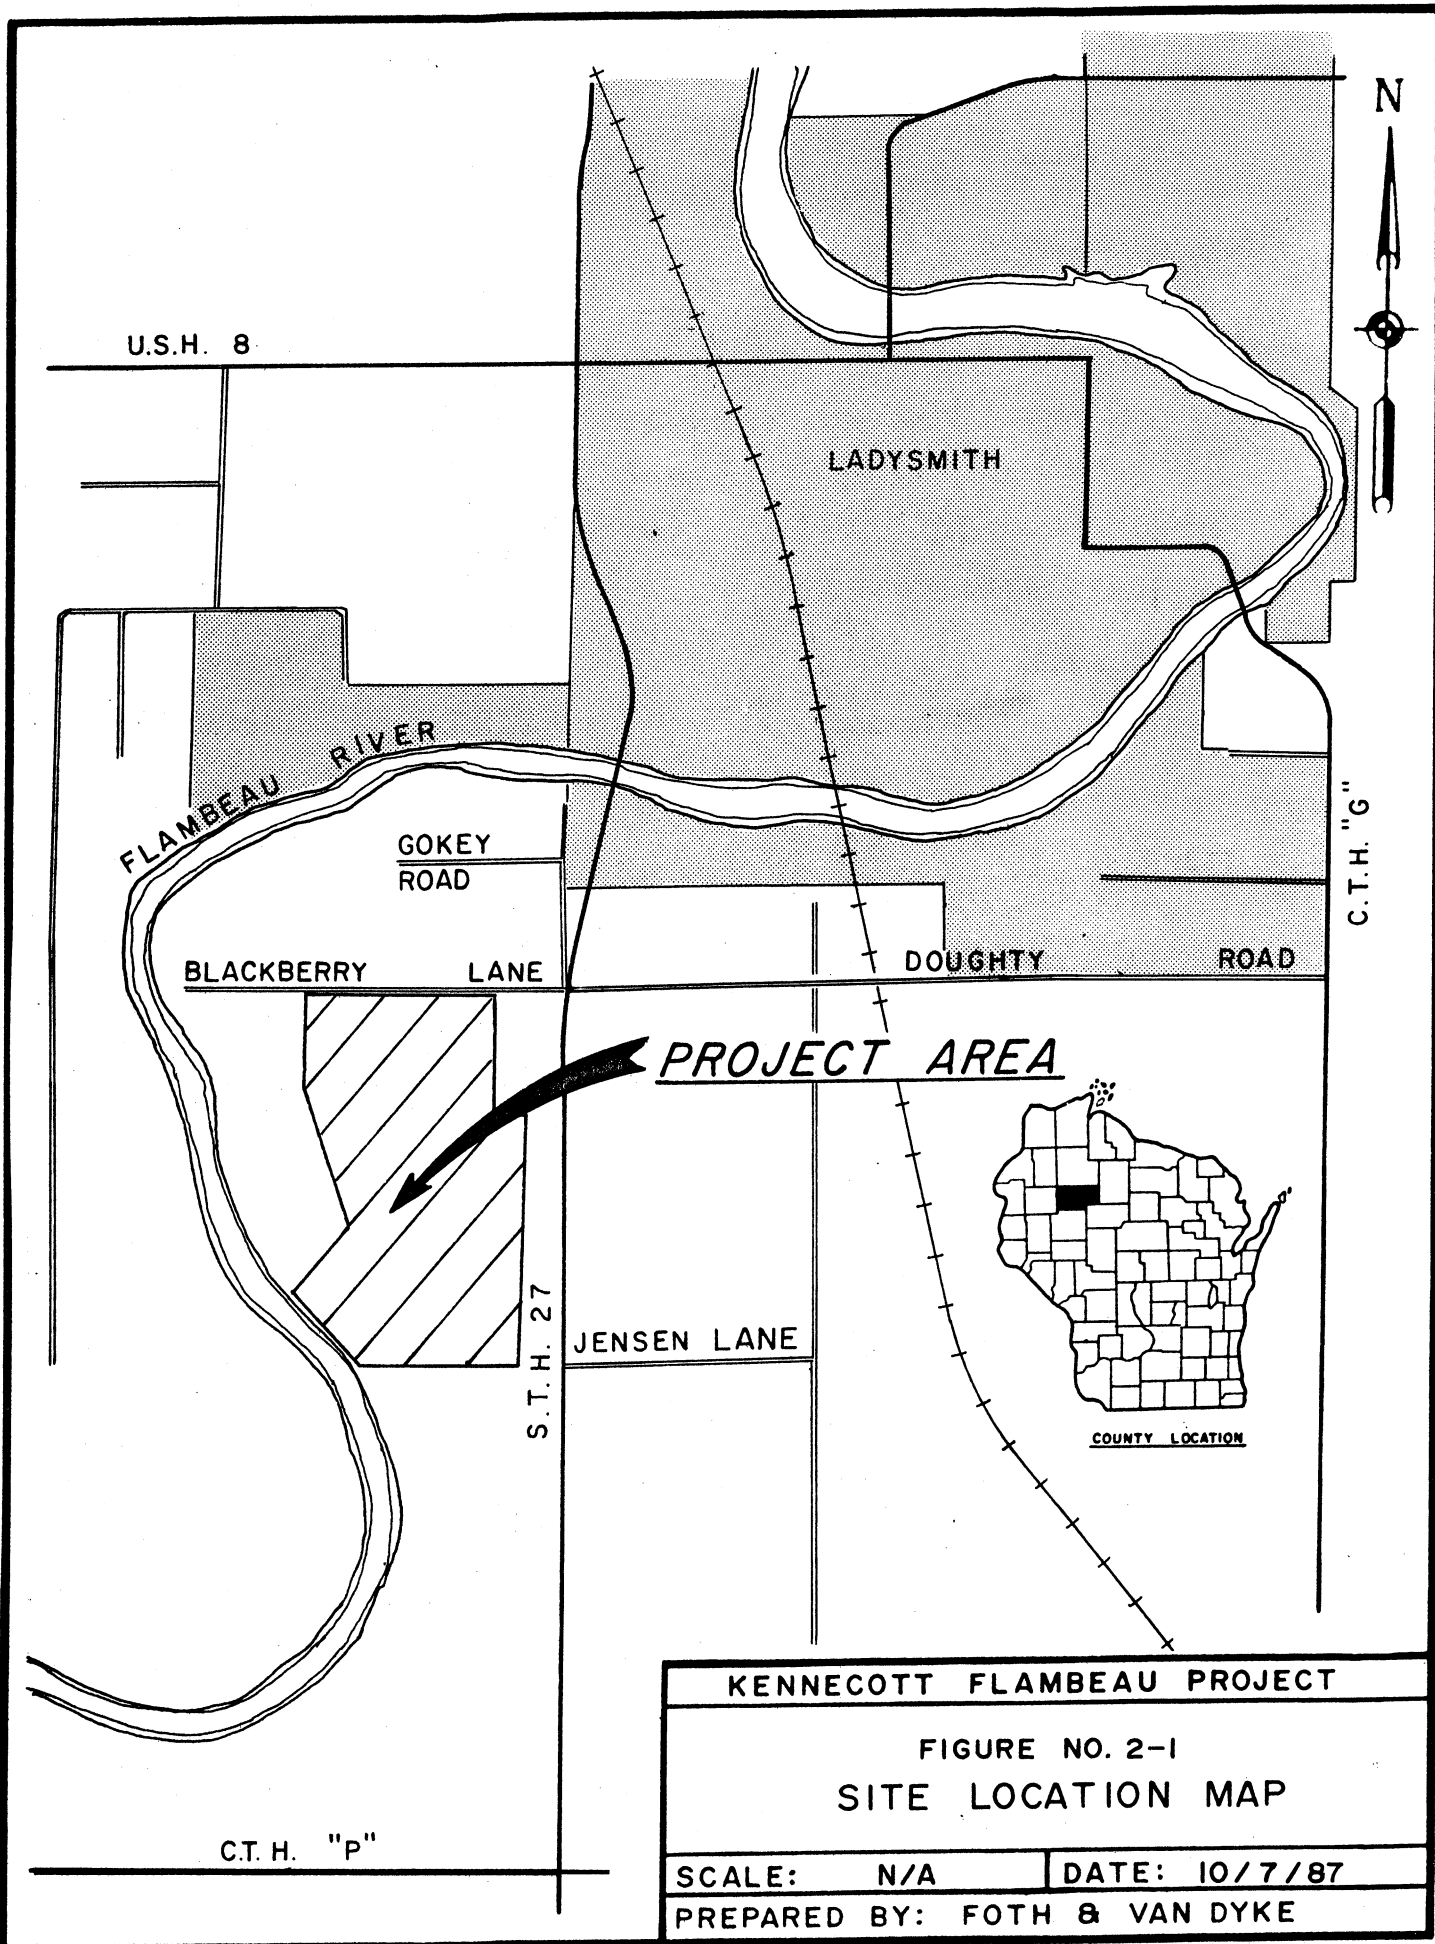 N
U.S.H. 8
LADYSMITH
FLAMBEAU RIVER
GOKEY
ROAD
C.T.H. "G"
BLACKBERRY LANE
DOUGHTY ROAD
PROJECT AREA
S.T.H. 27
JENSEN LANE
COUNTY LOCATION
C.T.H. "P"
KENNECOTT FLAMBEAU PROJECT
FIGURE NO. 2-1
SITE LOCATION MAP
SCALE: N/A
DATE: 10/7/87
PREPARED BY: FOTH & VAN DYKE